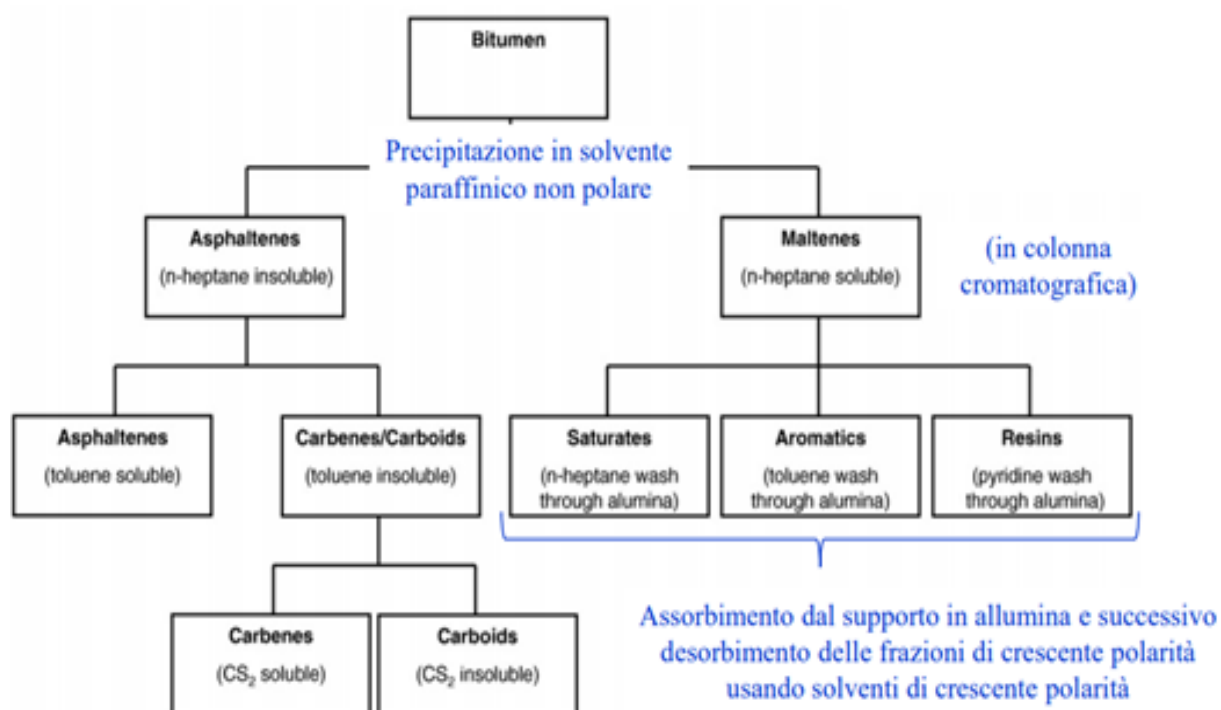 Bitumen
Precipitazione in solvente
paraffinico non polare
Asphaltenes
(n-heptane insoluble)
Maltenes
(n-heptane soluble)
(in colonna
cromatografica)
Asphaltenes
(toluene soluble)
Carbenes/Carboids
(toluene insoluble)
Saturates
(n-heptane wash
through alumina)
Aromatics
(toluene wash
through alumina)
Resins
(pyridine wash
through alumina)
Carbenes
(CS₂ soluble)
Carboids
(CS₂ insoluble)
Assorbimento dal supporto in allumina e successivo
desorbimento delle frazioni di crescente polarità
usando solventi di crescente polarità